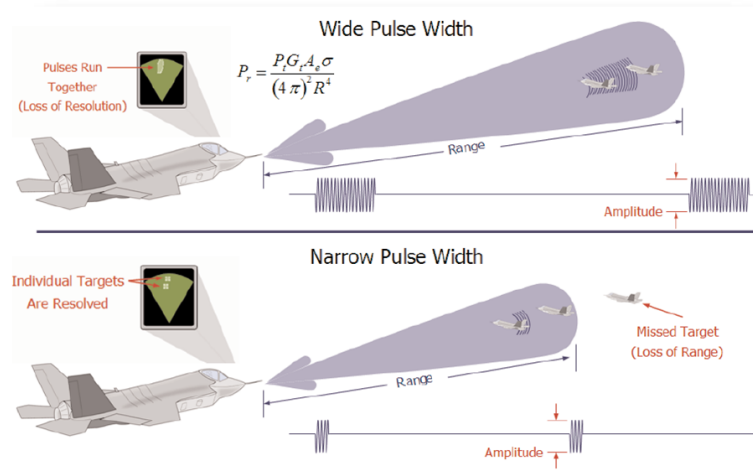 Wide Pulse Width
Pulses Run
Together
(Loss of Resolution)
P_r = P_t G_t A_e σ / (4 π)^2 R^4
Range
Amplitude
Narrow Pulse Width
Individual Targets
Are Resolved
Missed Target
(Loss of Range)
Range
Amplitude